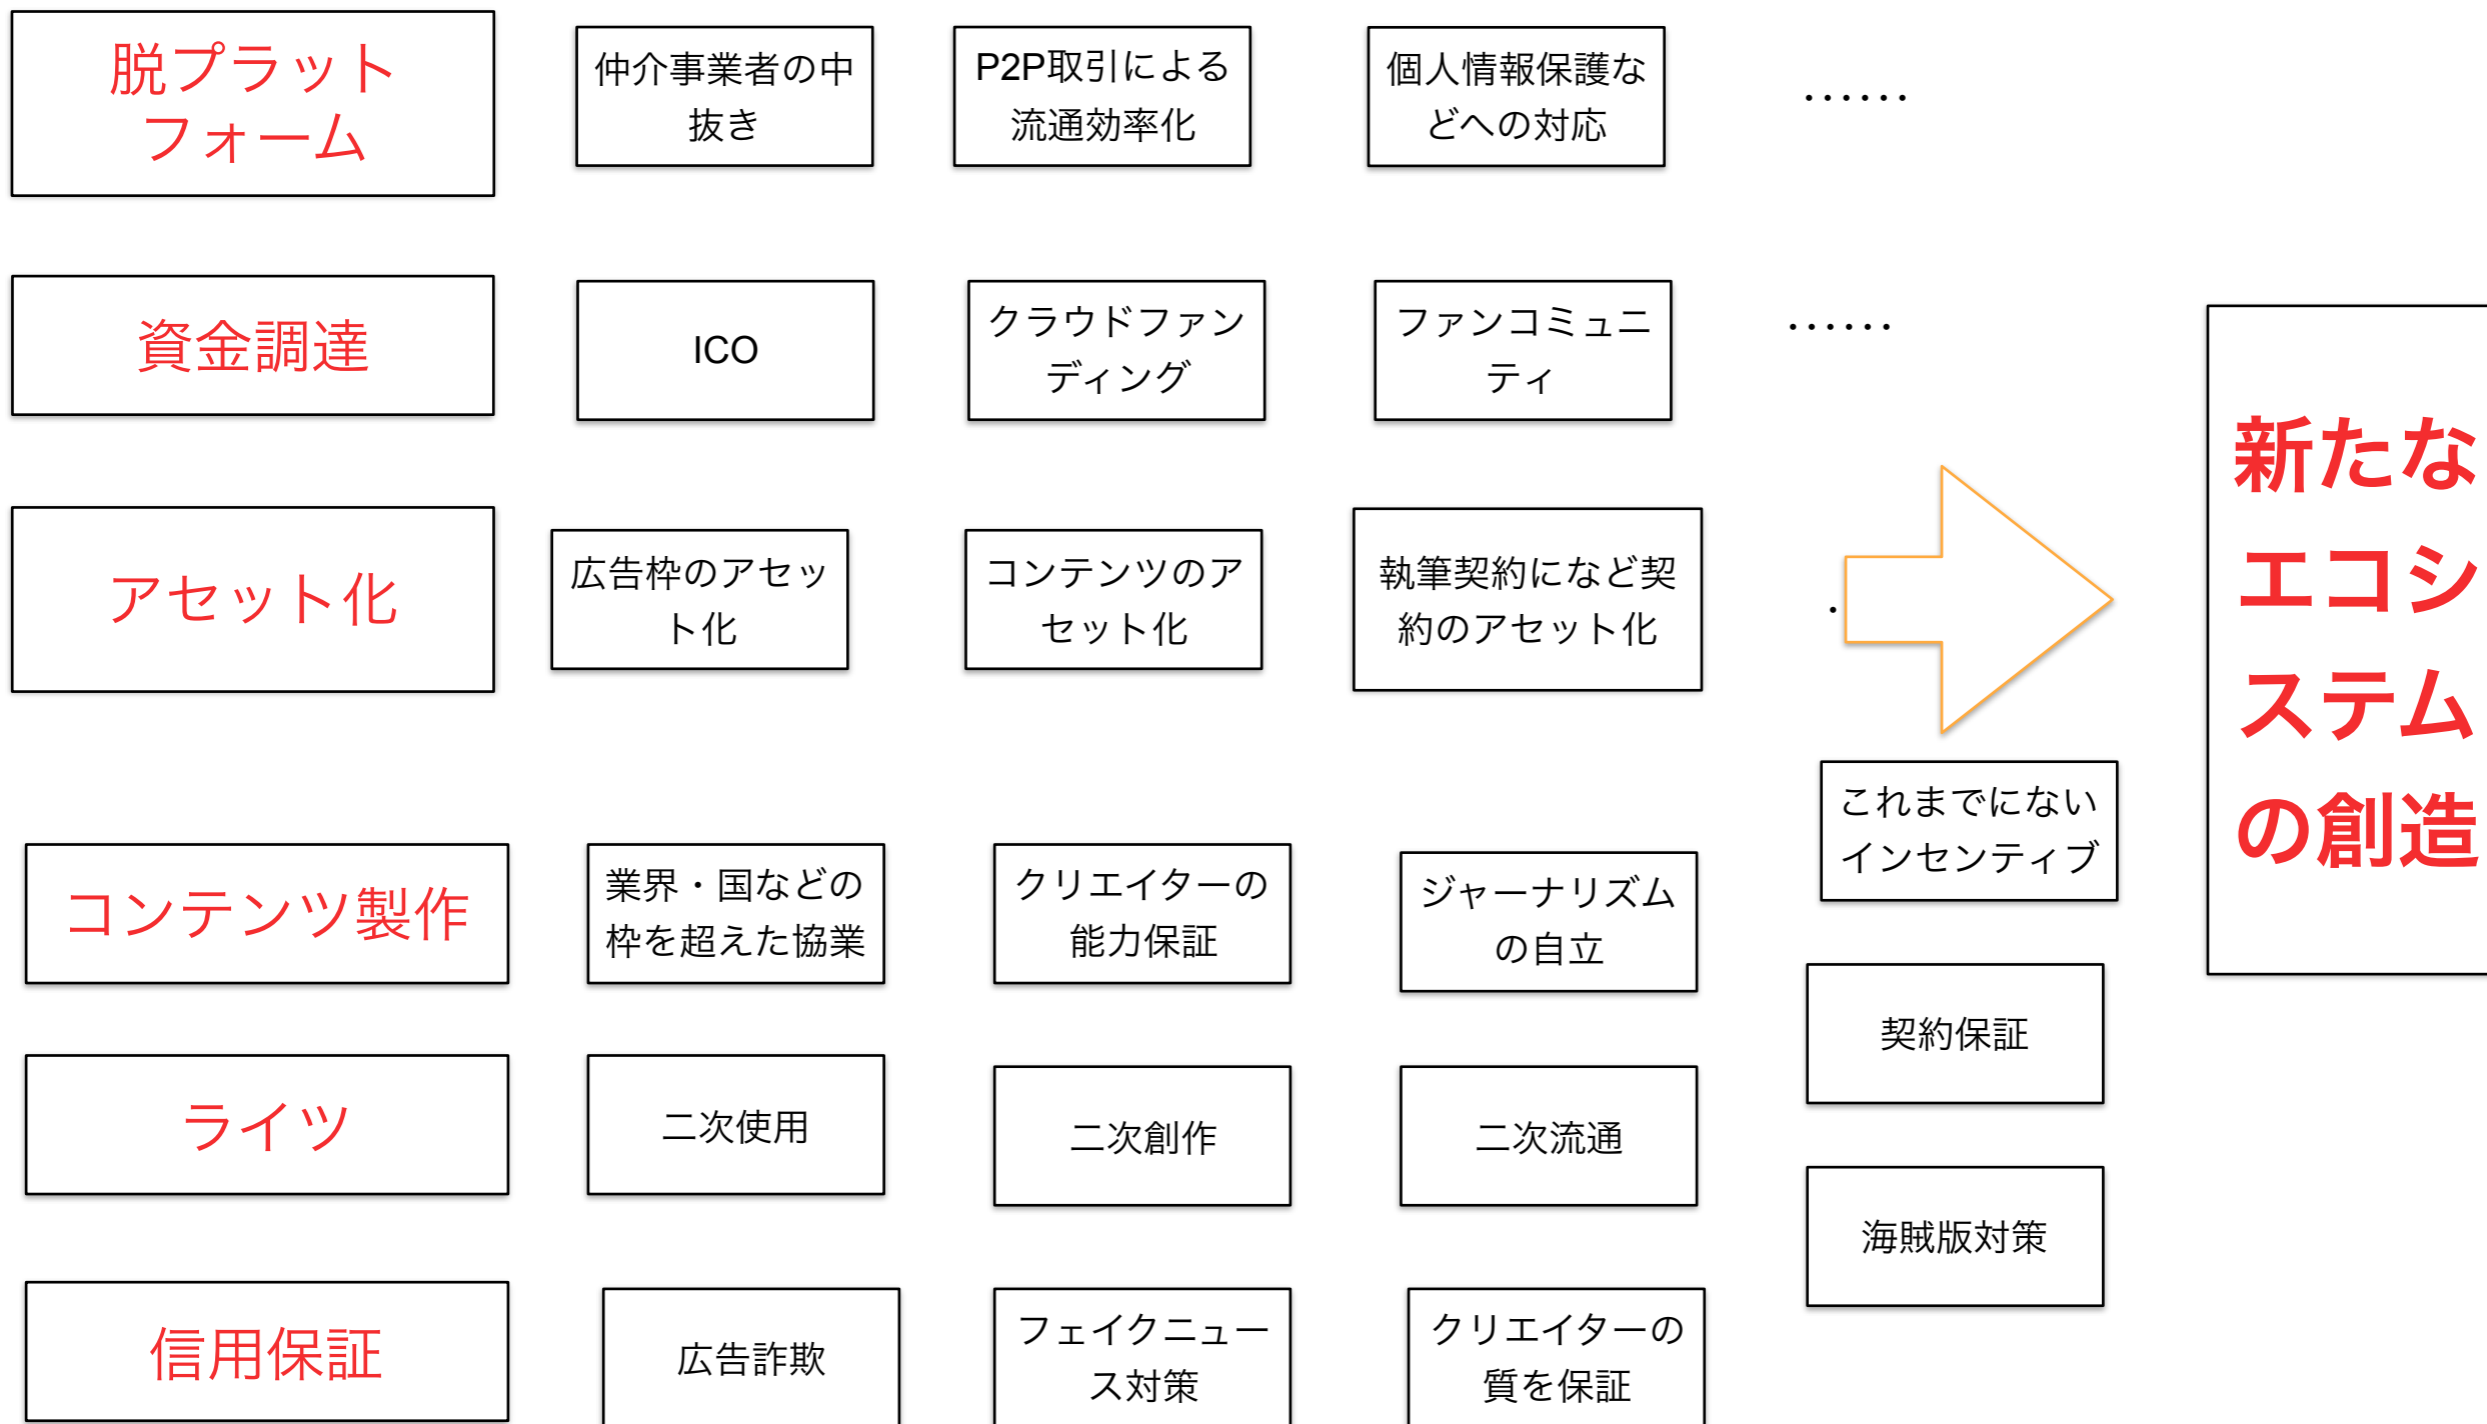 脱プラット
フォーム
仲介事業者の中
抜き
P2P取引による
流通効率化
個人情報保護な
どへの対応
……
資金調達
ICO
クラウドファン
ディング
ファンコミュニ
ティ
……
アセット化
広告枠のアセッ
ト化
コンテンツのア
セット化
執筆契約になど契
約のアセット化
.
新たな
エコシ
ステム
の創造
コンテンツ製作
業界・国などの
枠を超えた協業
クリエイターの
能力保証
ジャーナリズム
の自立
これまでにない
インセンティブ
ライツ
二次使用
二次創作
二次流通
契約保証
海賊版対策
信用保証
広告詐欺
フェイクニュー
ス対策
クリエイターの
質を保証